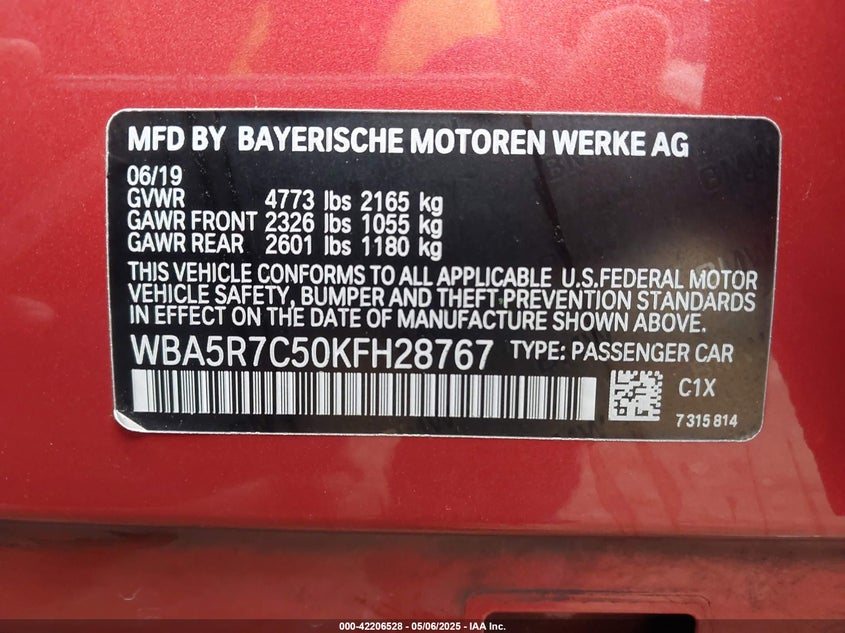 MFD BY BAYERISCHE MOTOREN WERKE AG
06/19
GVWR 4773 lbs 2165 kg
GAWR FRONT 2326 lbs 1055 kg
GAWR REAR 2601 lbs 1180 kg
THIS VEHICLE CONFORMS TO ALL APPLICABLE U.S.FEDERAL MOTOR
VEHICLE SAFETY, BUMPER AND THEFT-PREVENTION STANDARDS
IN EFFECT ON THE DATE OF MANUFACTURE SHOWN ABOVE.
WBA5R7C50KFH28767 TYPE: PASSENGER CAR
C1X
7315814
000-42206528 - 05/06/2025 - IAA Inc.